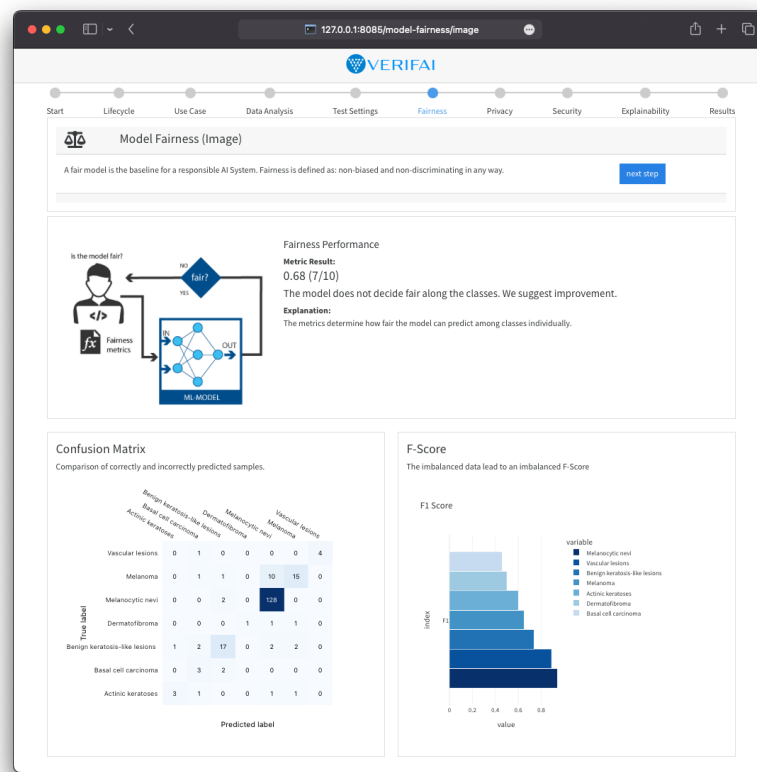 127.0.0.1:8085/model-fairness/image
VERIFAI
Start Lifecycle Use Case Data Analysis Test Settings Fairness Privacy Security Explainability Results
Model Fairness (Image)
A fair model is the baseline for a responsible AI System. Fairness is defined as: non-biased and non-discriminating in any way.
next step
Is the model fair?
NO
fair?
YES
</>
fx
Fairness
metrics
IN
OUT
ML-MODEL
Fairness Performance
Metric Result:
0.68 (7/10)
The model does not decide fair along the classes. We suggest improvement.
Explanation:
The metrics determine how fair the model can predict among classes individually.
Confusion Matrix
Comparison of correctly and incorrectly predicted samples.
Actinic keratoses
Basal cell carcinoma
Benign keratosis-like lesions
Dermatofibroma
Melanocytic nevi
Melanoma
Vascular lesions
True label
Vascular lesions 0 1 0 0 0 0 4
Melanoma 0 1 1 0 10 15 0
Melanocytic nevi 0 0 2 0 128 0 0
Dermatofibroma 0 0 0 1 1 1 0
Benign keratosis-like lesions 1 2 17 0 2 2 0
Basal cell carcinoma 0 3 2 0 0 0 0
Actinic keratoses 3 1 0 0 1 1 0
Predicted label
F-Score
The imbalanced data lead to an imbalanced F-Score
F1 Score
index
F1
0 0.2 0.4 0.6 0.8
value
variable
Melanocytic nevi
Vascular lesions
Benign keratosis-like lesions
Melanoma
Actinic keratoses
Dermatofibroma
Basal cell carcinoma